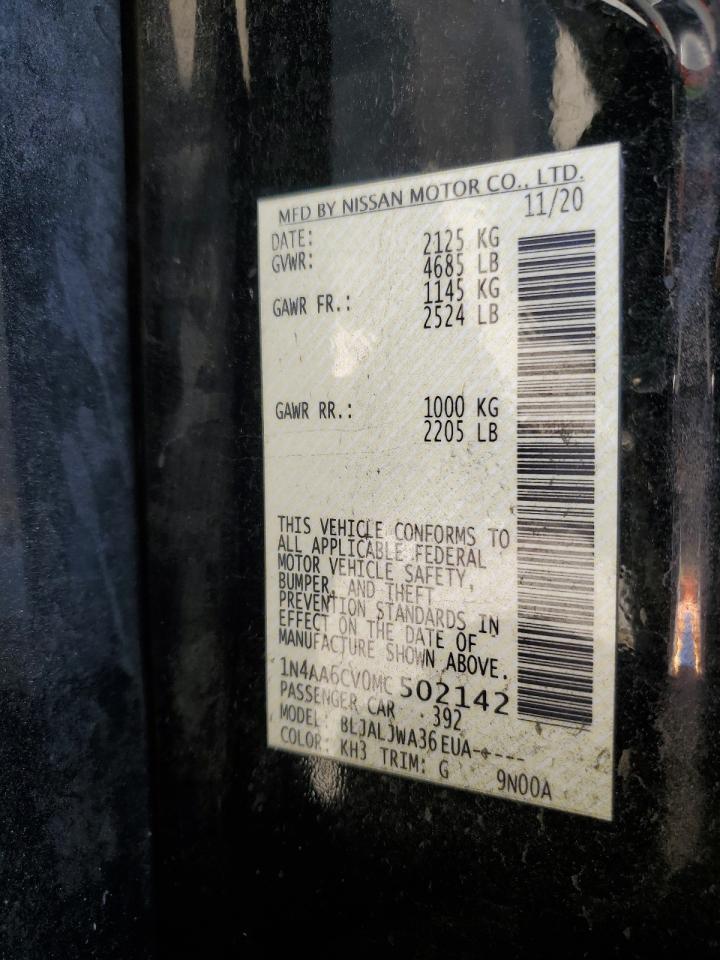 MFD BY NISSAN MOTOR CO., LTD.
DATE: 11/20
GVWR: 2125 KG
4685 LB
GAWR FR.: 1145 KG
2524 LB
GAWR RR.: 1000 KG
2205 LB
THIS VEHICLE CONFORMS TO
ALL APPLICABLE FEDERAL
MOTOR VEHICLE SAFETY,
BUMPER, AND THEFT
PREVENTION STANDARDS IN
EFFECT ON THE DATE OF
MANUFACTURE SHOWN ABOVE.
1N4AA6CV0MC502142
PASSENGER CAR 392
MODEL: BLJALJWA36EUA-----
COLOR: KH3 TRIM: G 9N00A